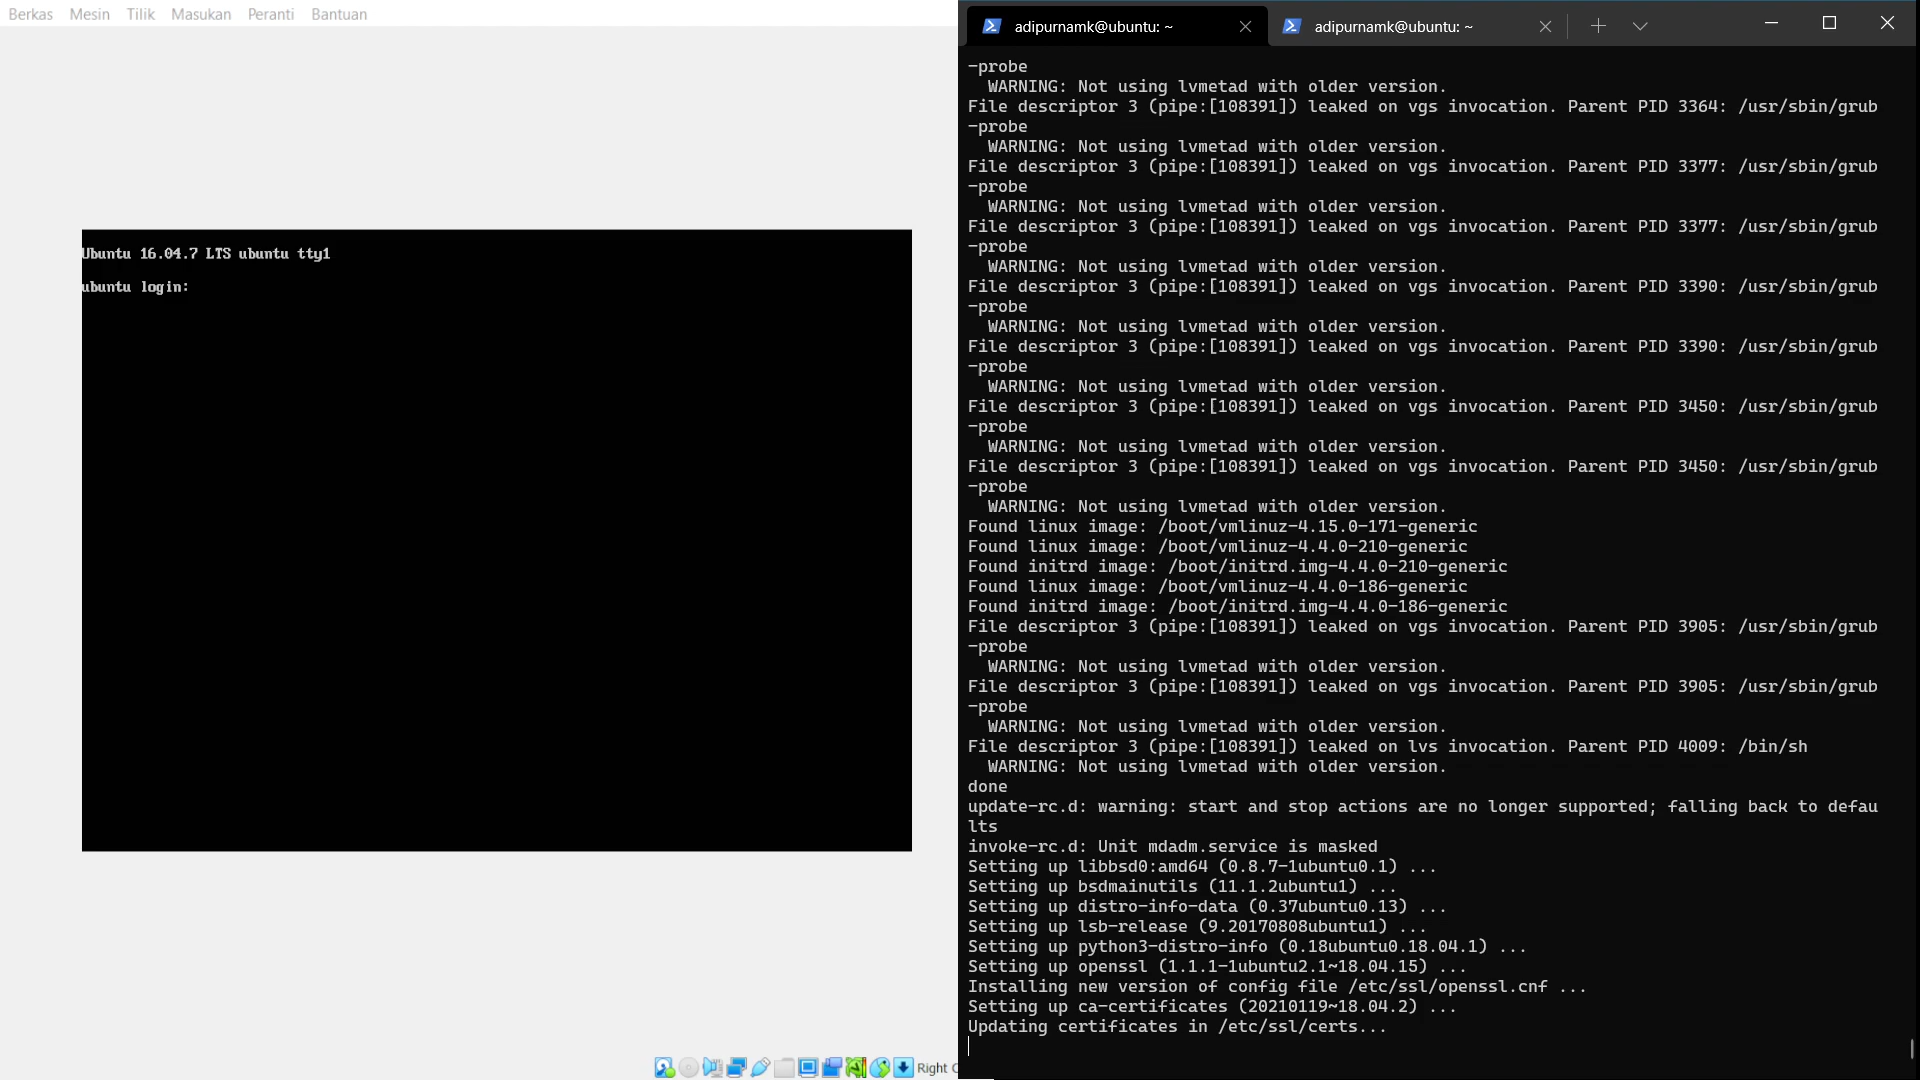 Berkas Mesin Tilik Masukan Peranti Bantuan
Ubuntu 16.04.7 LTS ubuntu tty1
ubuntu login:
Right C
adipurnamk@ubuntu: ~
adipurnamk@ubuntu: ~
-probe
WARNING: Not using lvmetad with older version.
File descriptor 3 (pipe:[108391]) leaked on vgs invocation. Parent PID 3364: /usr/sbin/grub
-probe
WARNING: Not using lvmetad with older version.
File descriptor 3 (pipe:[108391]) leaked on vgs invocation. Parent PID 3377: /usr/sbin/grub
-probe
WARNING: Not using lvmetad with older version.
File descriptor 3 (pipe:[108391]) leaked on vgs invocation. Parent PID 3377: /usr/sbin/grub
-probe
WARNING: Not using lvmetad with older version.
File descriptor 3 (pipe:[108391]) leaked on vgs invocation. Parent PID 3390: /usr/sbin/grub
-probe
WARNING: Not using lvmetad with older version.
File descriptor 3 (pipe:[108391]) leaked on vgs invocation. Parent PID 3390: /usr/sbin/grub
-probe
WARNING: Not using lvmetad with older version.
File descriptor 3 (pipe:[108391]) leaked on vgs invocation. Parent PID 3450: /usr/sbin/grub
-probe
WARNING: Not using lvmetad with older version.
File descriptor 3 (pipe:[108391]) leaked on vgs invocation. Parent PID 3450: /usr/sbin/grub
-probe
WARNING: Not using lvmetad with older version.
Found linux image: /boot/vmlinuz-4.15.0-171-generic
Found linux image: /boot/vmlinuz-4.4.0-210-generic
Found initrd image: /boot/initrd.img-4.4.0-210-generic
Found linux image: /boot/vmlinuz-4.4.0-186-generic
Found initrd image: /boot/initrd.img-4.4.0-186-generic
File descriptor 3 (pipe:[108391]) leaked on vgs invocation. Parent PID 3905: /usr/sbin/grub
-probe
WARNING: Not using lvmetad with older version.
File descriptor 3 (pipe:[108391]) leaked on vgs invocation. Parent PID 3905: /usr/sbin/grub
-probe
WARNING: Not using lvmetad with older version.
File descriptor 3 (pipe:[108391]) leaked on lvs invocation. Parent PID 4009: /bin/sh
WARNING: Not using lvmetad with older version.
done
update-rc.d: warning: start and stop actions are no longer supported; falling back to defau
lts
invoke-rc.d: Unit mdadm.service is masked
Setting up libbsd0:amd64 (0.8.7-1ubuntu0.1) ...
Setting up bsdmainutils (11.1.2ubuntu1) ...
Setting up distro-info-data (0.37ubuntu0.13) ...
Setting up lsb-release (9.20170808ubuntu1) ...
Setting up python3-distro-info (0.18ubuntu0.18.04.1) ...
Setting up openssl (1.1.1-1ubuntu2.1~18.04.15) ...
Installing new version of config file /etc/ssl/openssl.cnf ...
Setting up ca-certificates (20210119~18.04.2) ...
Updating certificates in /etc/ssl/certs...